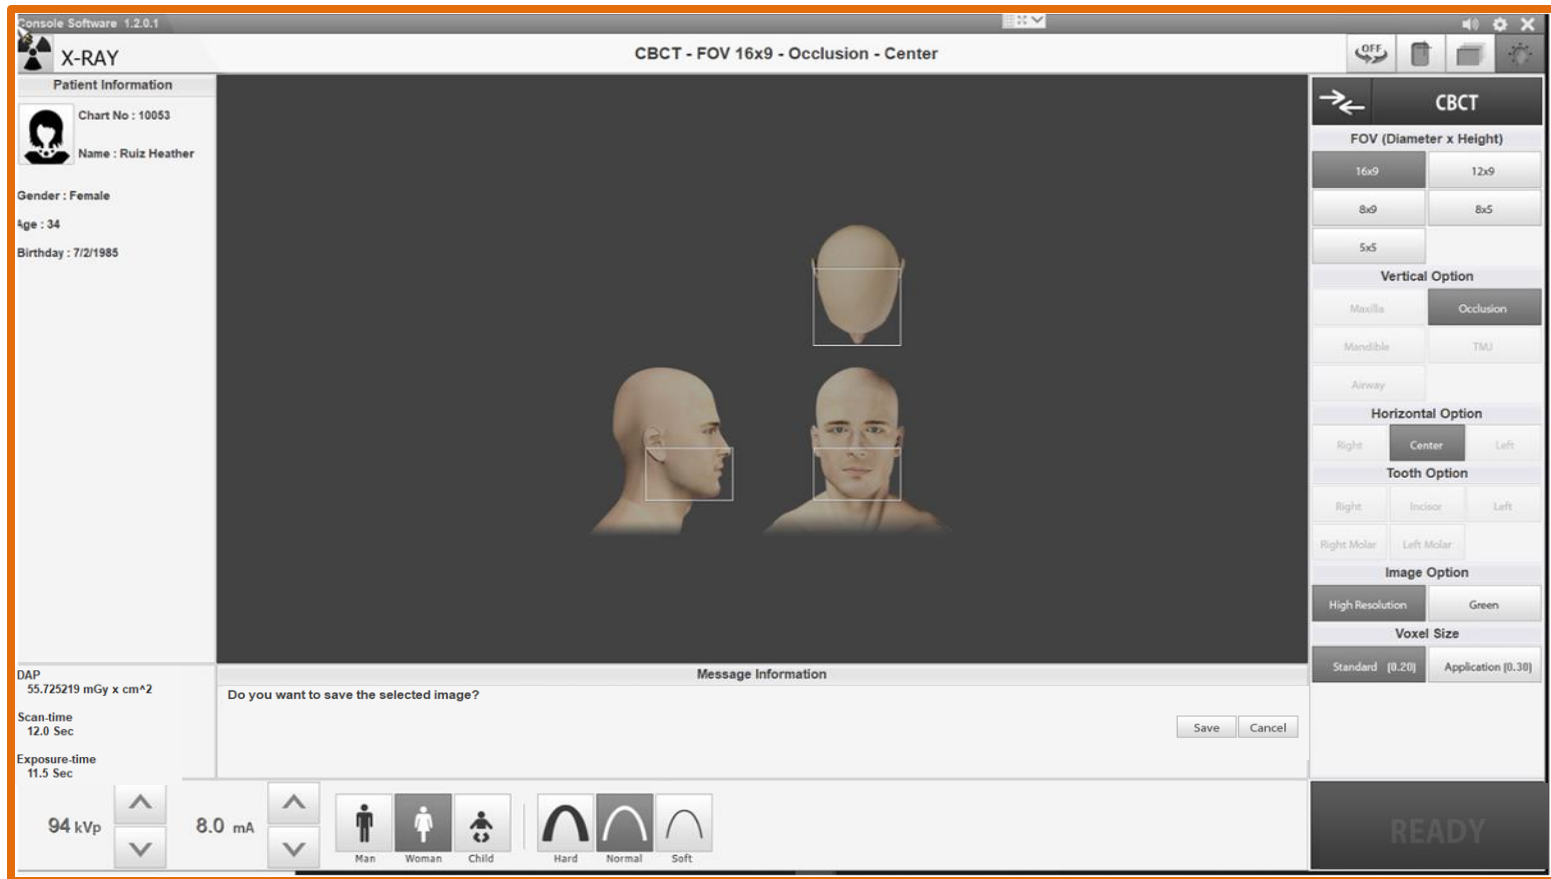 Console Software 1.2.0.1
X-RAY
CBCT - FOV 16x9 - Occlusion - Center
OFF
Patient Information
Chart No : 10053
Name : Ruiz Heather
Gender : Female
Age : 34
Birthday : 7/2/1985
CBCT
FOV (Diameter x Height)
16x9 12x9
8x9 8x5
5x5
Vertical Option
Maxilla Occlusion
Mandible TMJ
Airway
Horizontal Option
Right Center Left
Tooth Option
Right Incisor Left
Right Molar Left Molar
Image Option
High Resolution Green
Voxel Size
Standard (0.20) Application (0.30)
DAP
55.725219 mGy x cm^2
Scan-time
12.0 Sec
Exposure-time
11.5 Sec
Message Information
Do you want to save the selected image?
Save Cancel
94 kVp 8.0 mA
Man Woman Child Hard Normal Soft
READY